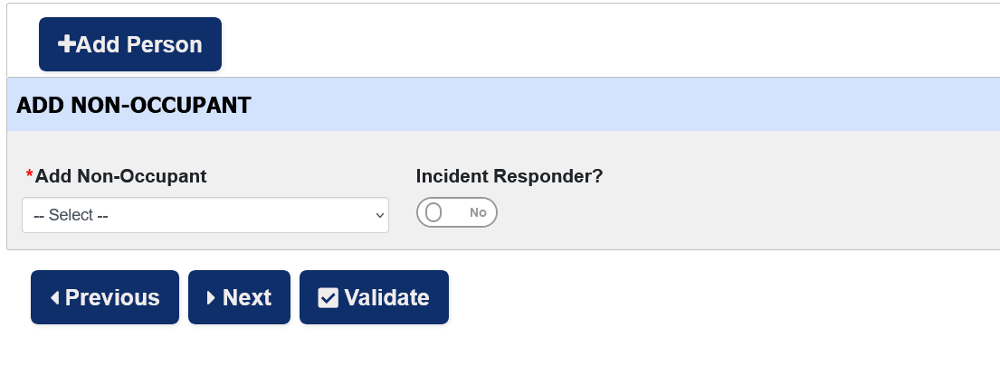 Add Person
ADD NON-OCCUPANT
*Add Non-Occupant
Incident Responder?
-- Select --
No
Previous
Next
Validate